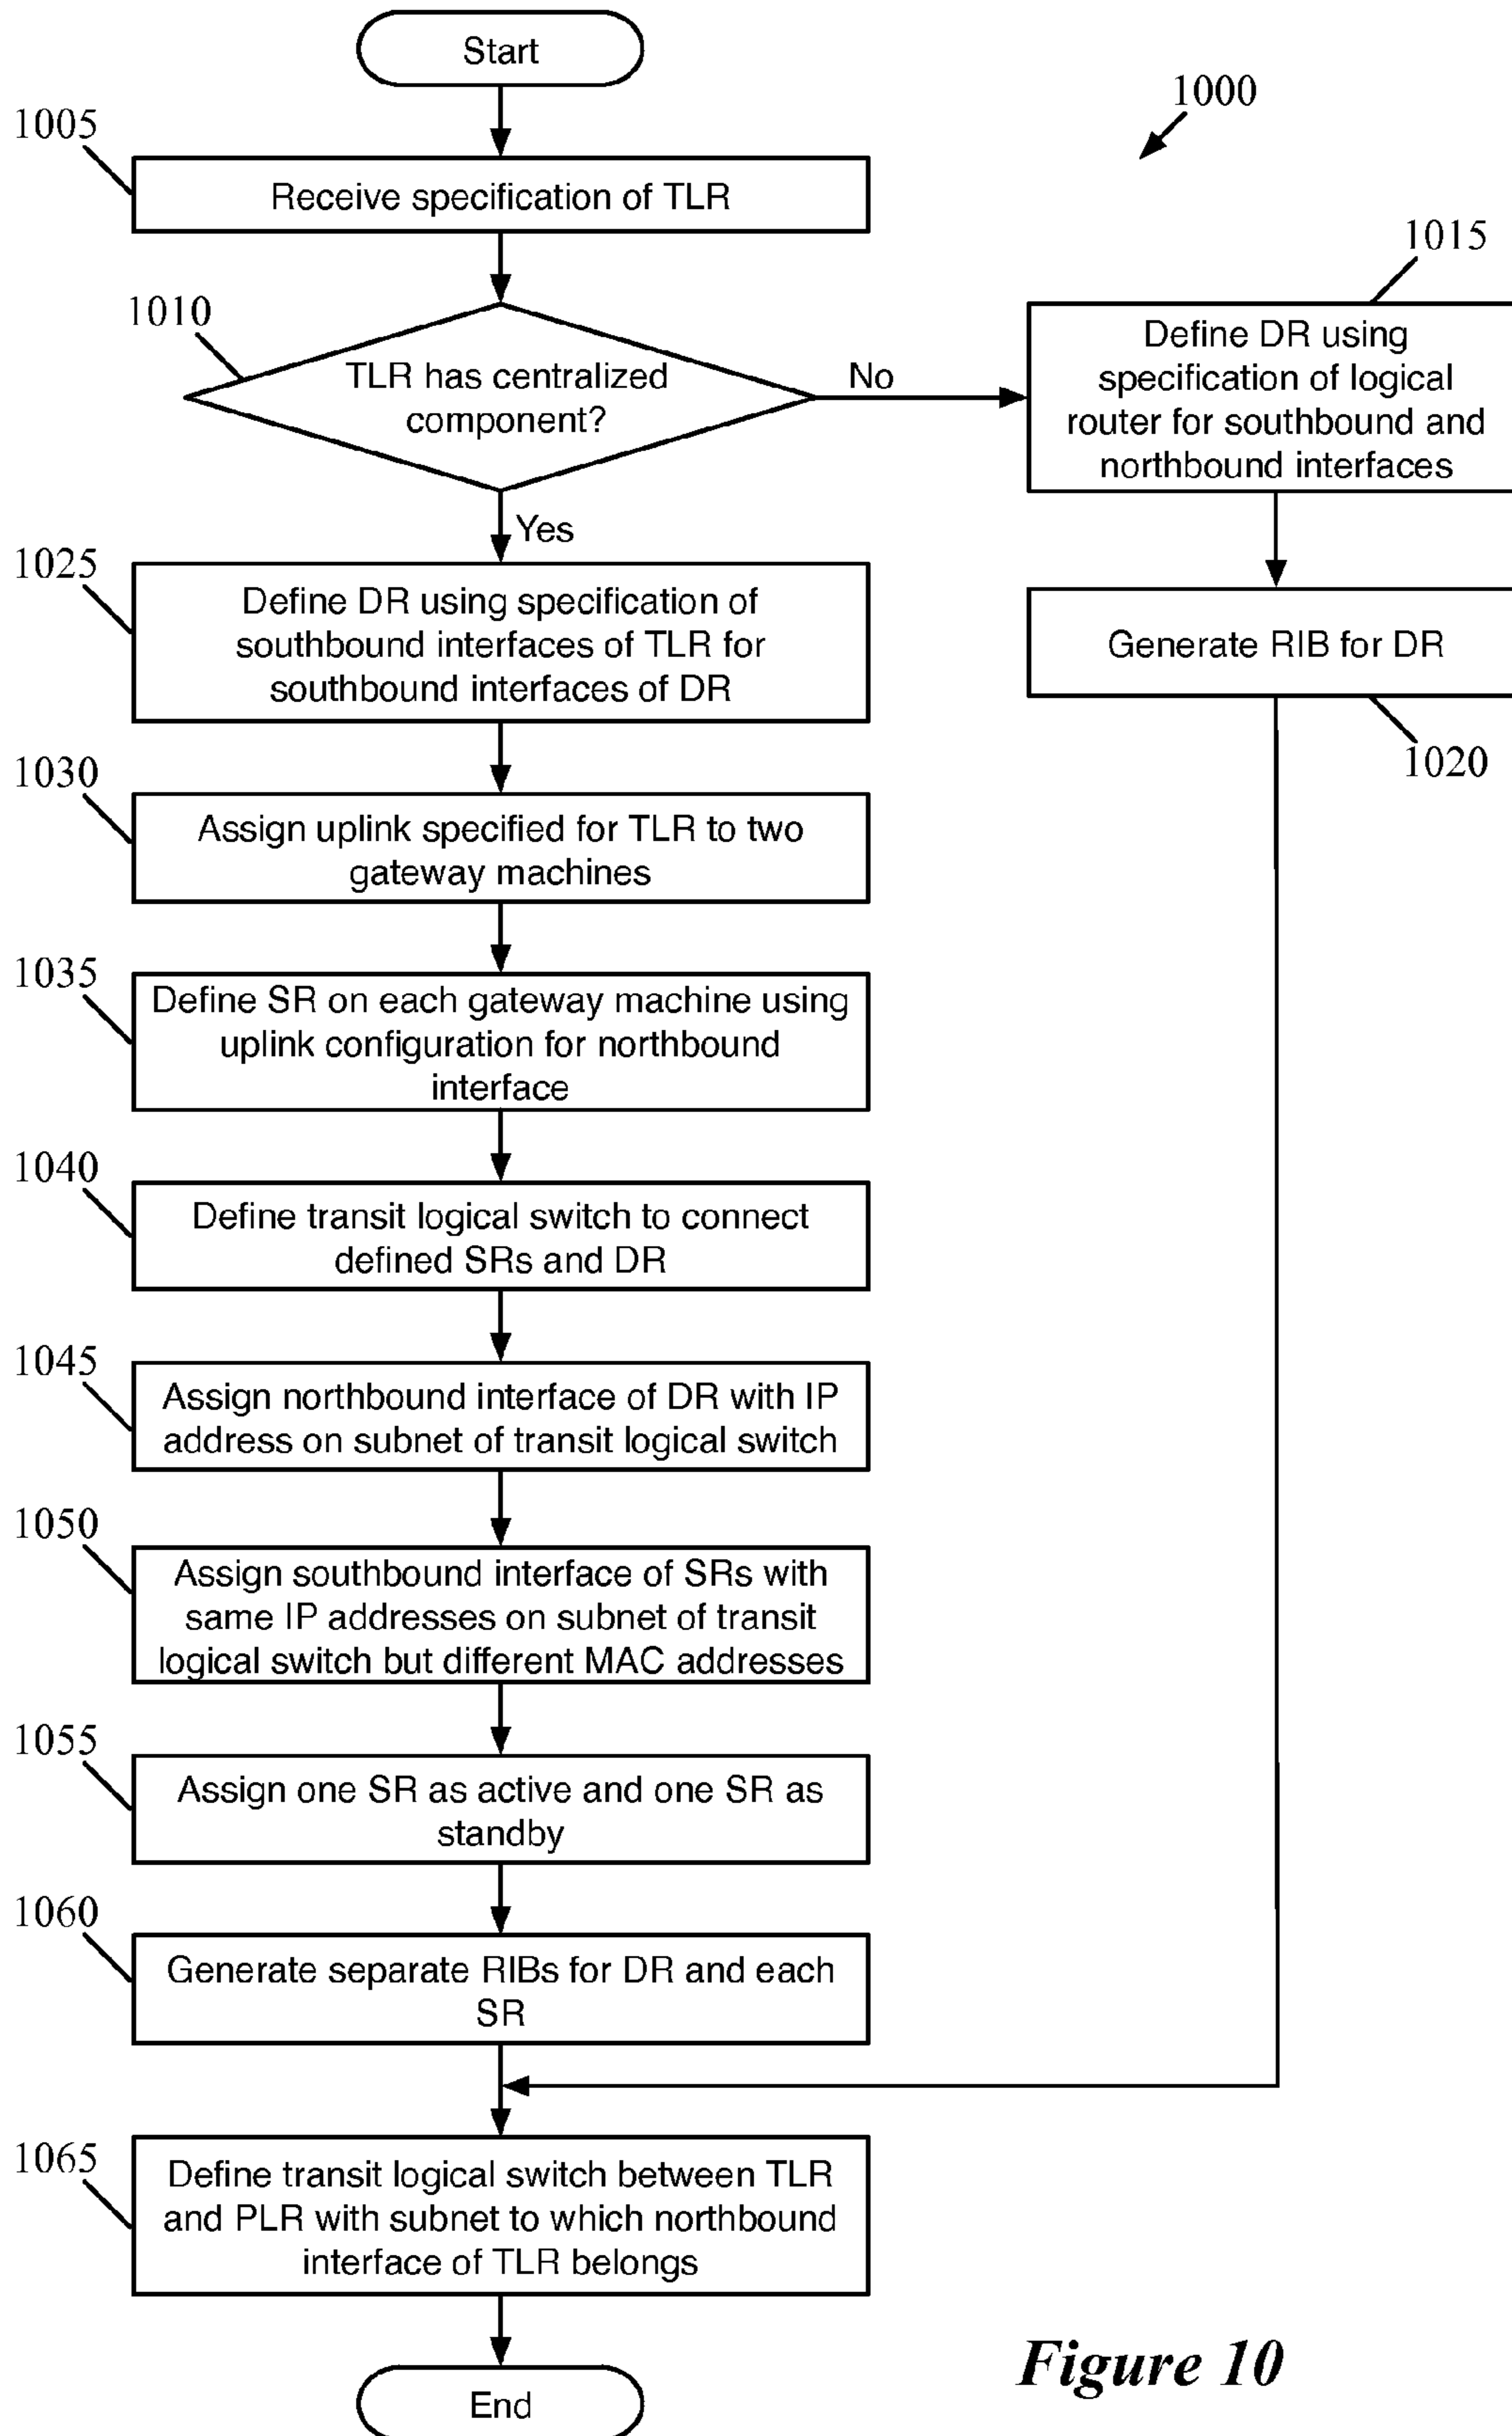 Start
1000
1005
Receive specification of TLR
1015
1010
TLR has centralized
component?
No
Define DR using
specification of logical
router for southbound and
northbound interfaces
Yes
1025
Define DR using specification of
southbound interfaces of TLR for
southbound interfaces of DR
Generate RIB for DR
1020
1030
Assign uplink specified for TLR to two
gateway machines
1035
Define SR on each gateway machine using
uplink configuration for northbound
interface
1040
Define transit logical switch to connect
defined SRs and DR
1045
Assign northbound interface of DR with IP
address on subnet of transit logical switch
1050
Assign southbound interface of SRs with
same IP addresses on subnet of transit
logical switch but different MAC addresses
1055
Assign one SR as active and one SR as
standby
1060
Generate separate RIBs for DR and each
SR
1065
Define transit logical switch between TLR
and PLR with subnet to which northbound
interface of TLR belongs
End
Figure 10